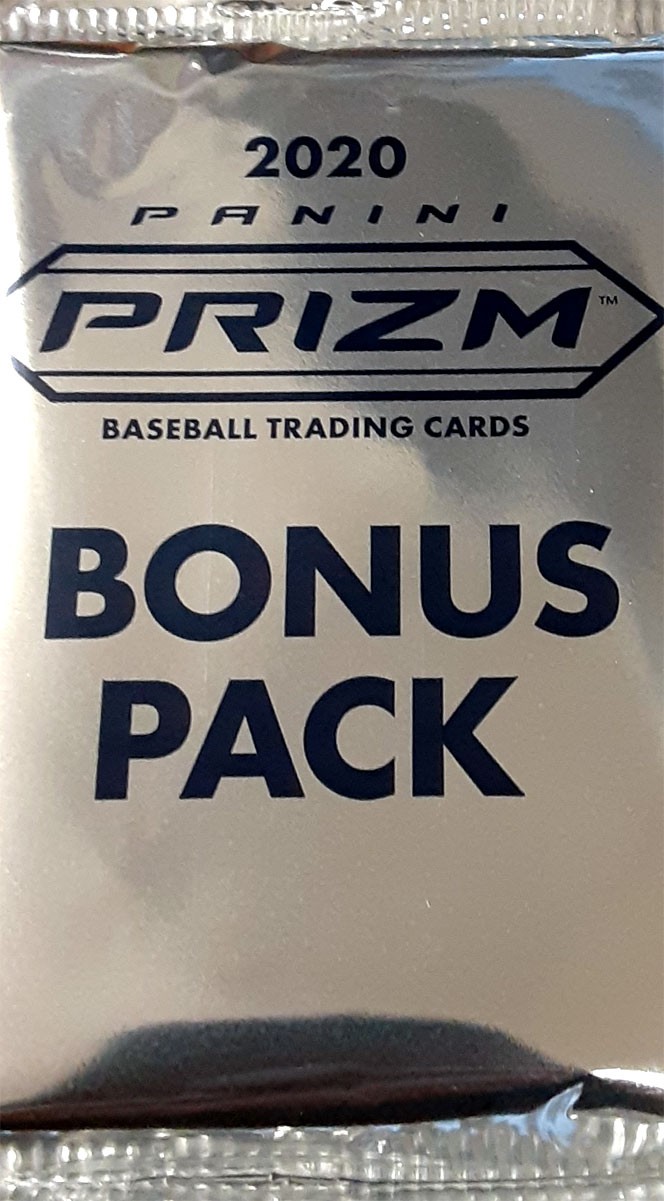 2020
PANINI
PRIZM™
BASEBALL TRADING CARDS
BONUS
PACK